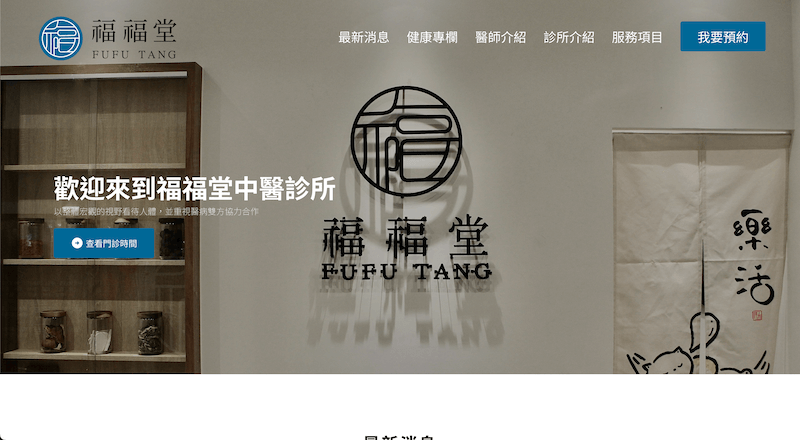 福福堂
FUFU TANG
最新消息 健康專欄 醫師介紹 診所介紹 服務項目 我要預約
福福堂
FUFU TANG
歡迎來到福福堂中醫診所
以整體宏觀的視野看待人體，並重視醫病雙方協力合作
查看門診時間
樂活
最新消息